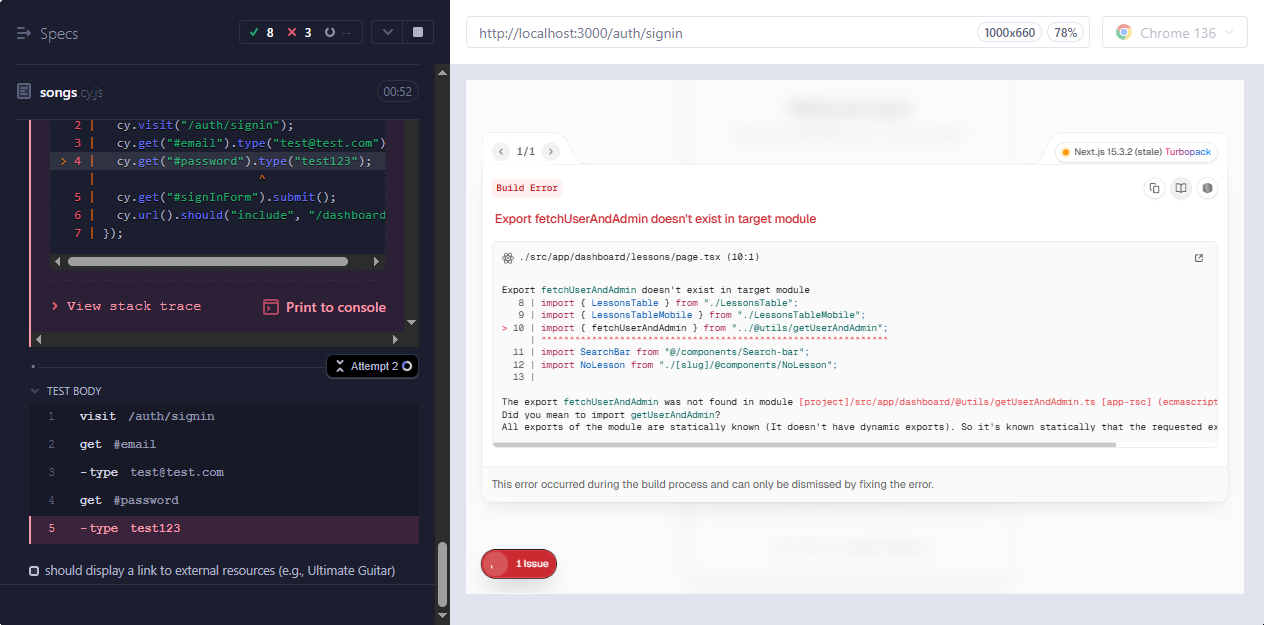 Specs
8 3 --
songs.cy.js
00:52
2 | cy.visit("/auth/signin");
3 | cy.get("#email").type("test@test.com")
> 4 | cy.get("#password").type("test123");
| ^
5 | cy.get("#signInForm").submit();
6 | cy.url().should("include", "/dashboard
7 | });
> View stack trace
Print to console
Attempt 2
TEST BODY
1 visit /auth/signin
2 get #email
3 -type test@test.com
4 get #password
5 -type test123
should display a link to external resources (e.g., Ultimate Guitar)
http://localhost:3000/auth/signin
1000x660
78%
Chrome 136
1/1
Next.js 15.3.2 (stale) Turbopack
Build Error
Export fetchUserAndAdmin doesn't exist in target module
./src/app/dashboard/lessons/page.tsx (10:1)
Export fetchUserAndAdmin doesn't exist in target module
8 | import { LessonsTable } from "./LessonsTable";
9 | import { LessonsTableMobile } from "./LessonsTableMobile";
> 10 | import { fetchUserAndAdmin } from "../@utils/getUserAndAdmin";
| ^^^^^^^^^^^^^^^^^^^^^^^^^^^^^^^^^^^^^^^^^^^^^^^^^^^^^^^^^^^^^^
11 | import SearchBar from "@/components/Search-bar";
12 | import NoLesson from "./[slug]/@components/NoLesson";
13 |
The export fetchUserAndAdmin was not found in module [project]/src/app/dashboard/@utils/getUserAndAdmin.ts [app-rsc] (ecmascript
Did you mean to import getUserAndAdmin?
All exports of the module are statically known (It doesn't have dynamic exports). So it's known statically that the requested ex
This error occurred during the build process and can only be dismissed by fixing the error.
1 Issue